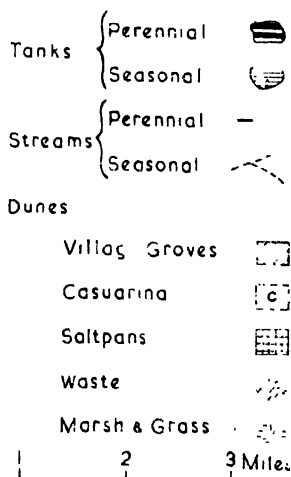 Perennial
Tanks
Seasonal
Perennial
Streams
Seasonal
Dunes
Villag Groves
Casuarina c
Saltpans
Waste
Marsh & Grass
1 2 3 Miles